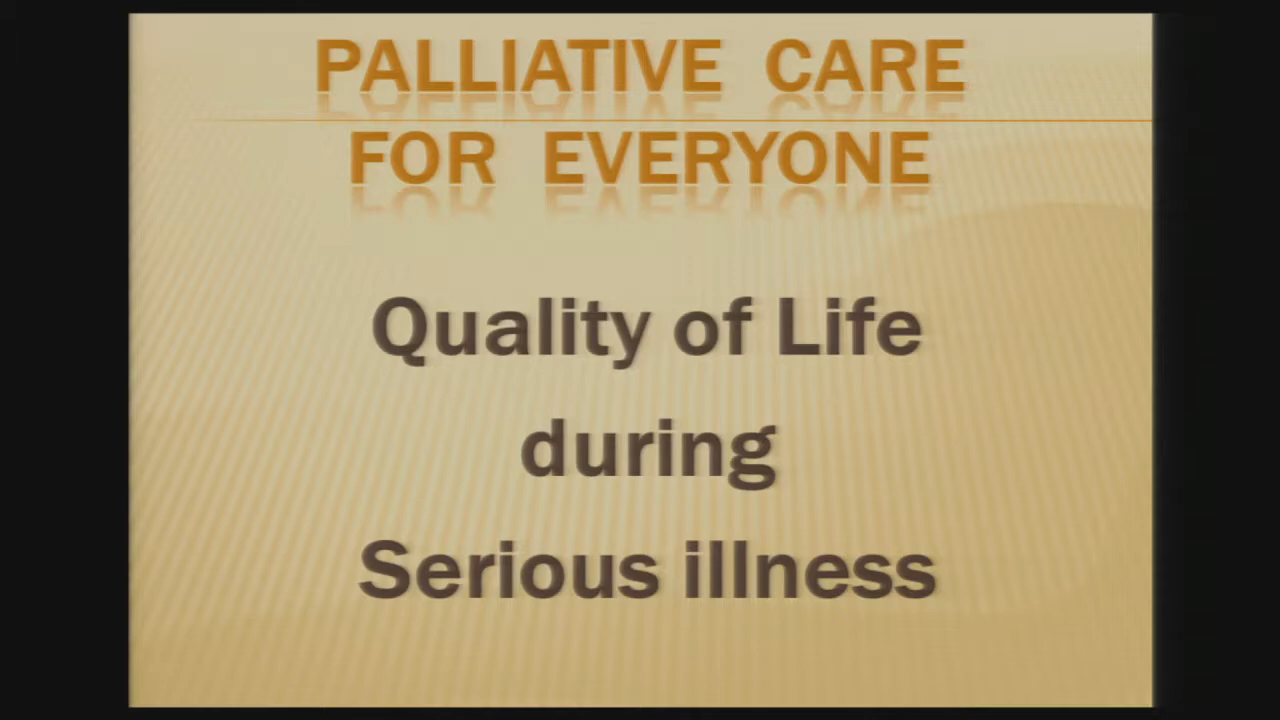 PALLIATIVE CARE
FOR EVERYONE
Quality of Life
during
Serious illness